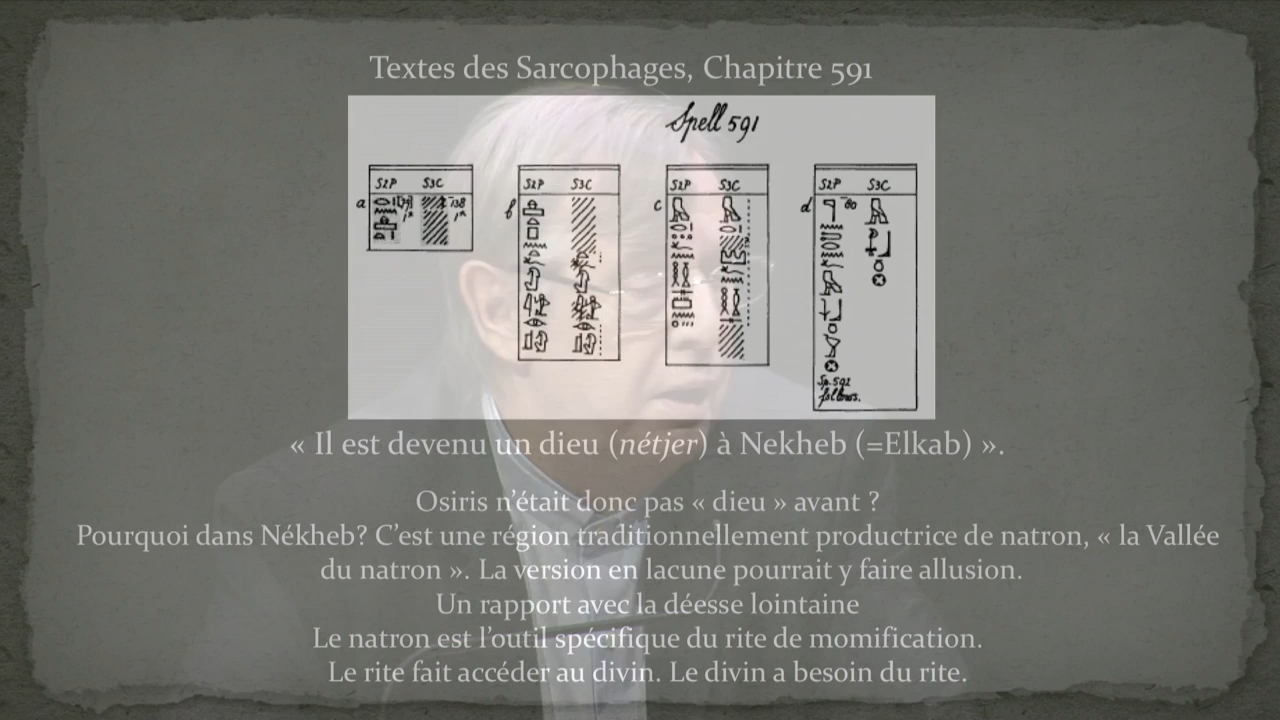 Textes des Sarcophages, Chapitre 591
Spell 591
S2P S3C
S2P S3C
S2P S3C
S2P S3C
a
b
c
d
Sp. 591
follows.
« Il est devenu un dieu (nétjer) à Nekheb (=Elkab) ».
Osiris n’était donc pas « dieu » avant ?
Pourquoi dans Nékheb? C’est une région traditionnellement productrice de natron, « la Vallée
du natron ». La version en lacune pourrait y faire allusion.
Un rapport avec la déesse lointaine
Le natron est l’outil spécifique du rite de momification.
Le rite fait accéder au divin. Le divin a besoin du rite.